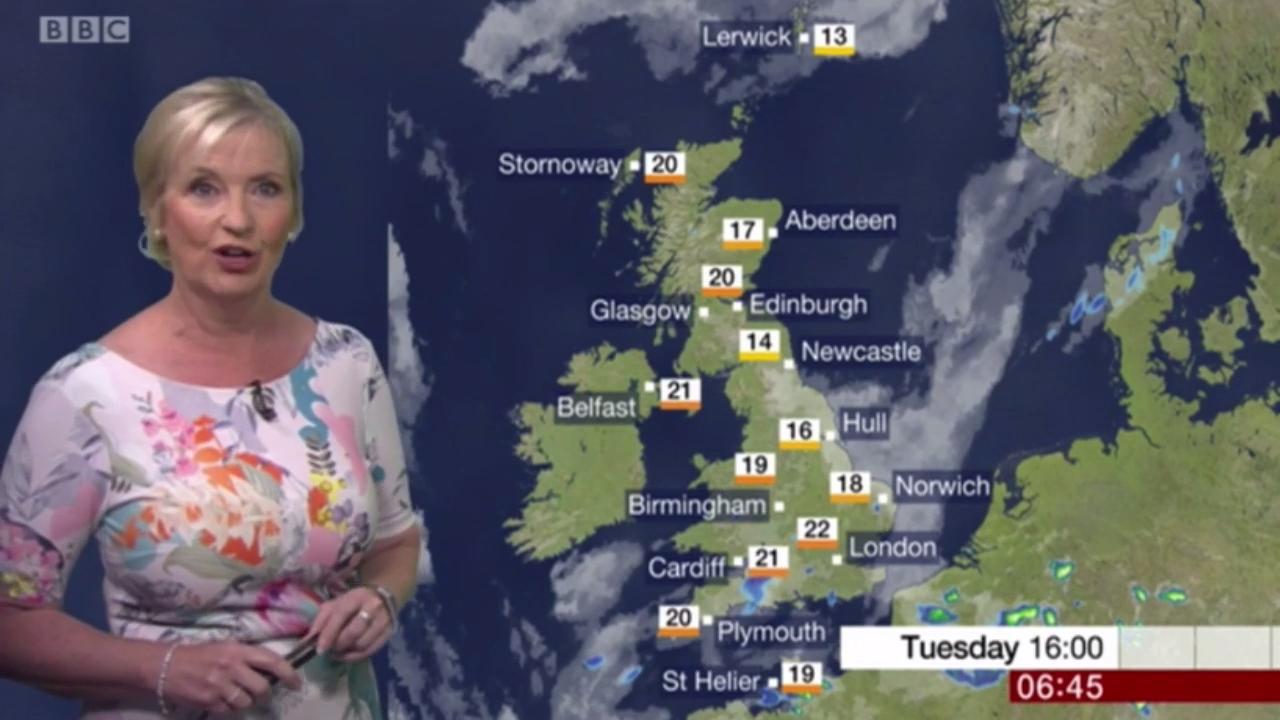 BBC
Lerwick 13
Stornoway 20
17 Aberdeen
20
Glasgow Edinburgh
14 Newcastle
21
Belfast
16 Hull
19
18 Norwich
Birmingham
22
London
Cardiff 21
20
Plymouth
Tuesday 16:00
St Helier 19
06:45